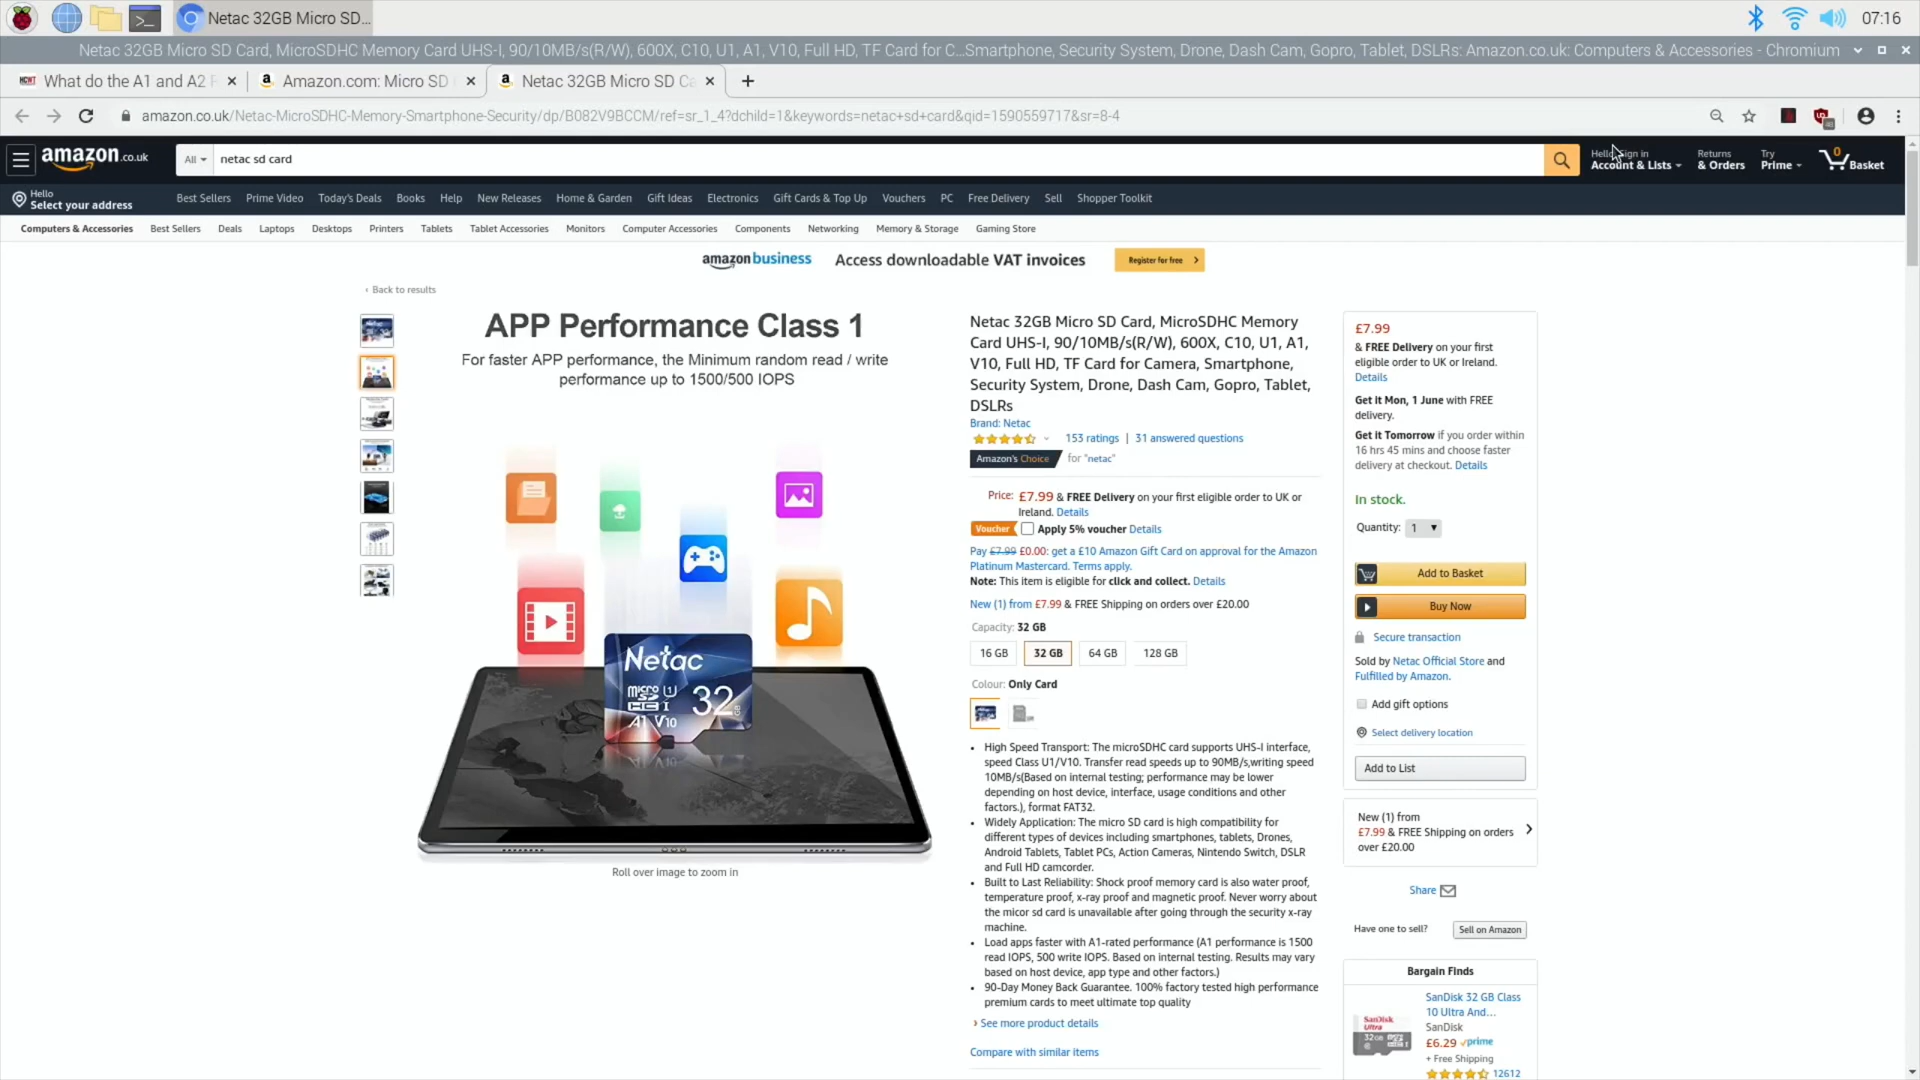 Netac 32GB Micro SD...
07:16
Netac 32GB Micro SD Card, MicroSDHC Memory Card UHS-I, 90/10MB/s(R/W), 600X, C10, U1, A1, V10, Full HD, TF Card for C...Smartphone, Security System, Drone, Dash Cam, Gopro, Tablet, DSLRs: Amazon.co.uk: Computers & Accessories - Chromium
What do the A1 and A2
Amazon.com: Micro SD
Netac 32GB Micro SD Ca
amazon.co.uk/Netac-MicroSDHC-Memory-Smartphone-Security/dp/B082V9BCCM/ref=sr_1_4?dchild=1&keywords=netac+sd+card&qid=1590559717&sr=8-4
amazon.co.uk
All
netac sd card
Hello, Sign in
Account & Lists
Returns
& Orders
Try
Prime
0
Basket
Hello
Select your address
Best Sellers Prime Video Today's Deals Books Help New Releases Home & Garden Gift Ideas Electronics Gift Cards & Top Up Vouchers PC Free Delivery Sell Shopper Toolkit
Computers & Accessories Best Sellers Deals Laptops Desktops Printers Tablets Tablet Accessories Monitors Computer Accessories Components Networking Memory & Storage Gaming Store
amazon business Access downloadable VAT invoices Register for free
‹ Back to results
APP Performance Class 1
For faster APP performance, the Minimum random read / write
performance up to 1500/500 IOPS
Netac
micro SD HC I U1 32 GB
A1 V10
Roll over image to zoom in
Netac 32GB Micro SD Card, MicroSDHC Memory
Card UHS-I, 90/10MB/s(R/W), 600X, C10, U1, A1,
V10, Full HD, TF Card for Camera, Smartphone,
Security System, Drone, Dash Cam, Gopro, Tablet,
DSLRs
Brand: Netac
153 ratings | 31 answered questions
Amazon's Choice for "netac"
Price: £7.99 & FREE Delivery on your first eligible order to UK or
Ireland. Details
Voucher Apply 5% voucher Details
Pay £7.99 £0.00: get a £10 Amazon Gift Card on approval for the Amazon
Platinum Mastercard. Terms apply.
Note: This item is eligible for click and collect. Details
New (1) from £7.99 & FREE Shipping on orders over £20.00
Capacity: 32 GB
16 GB 32 GB 64 GB 128 GB
Colour: Only Card
• High Speed Transport: The microSDHC card supports UHS-I interface,
speed Class U1/V10. Transfer read speeds up to 90MB/s,writing speed
10MB/s(Based on internal testing; performance may be lower
depending on host device, interface, usage conditions and other
factors.), format FAT32.
• Widely Application: The micro SD card is high compatibility for
different types of devices including smartphones, tablets, Drones,
Android Tablets, Tablet PCs, Action Cameras, Nintendo Switch, DSLR
and Full HD camcorder.
• Built to Last Reliability: Shock proof memory card is also water proof,
temperature proof, x-ray proof and magnetic proof. Never worry about
the micor sd card is unavailable after going through the security x-ray
machine.
• Load apps faster with A1-rated performance (A1 performance is 1500
read IOPS, 500 write IOPS. Based on internal testing. Results may vary
based on host device, app type and other factors.)
• 90-Day Money Back Guarantee. 100% factory tested high performance
premium cards to meet ultimate top quality
› See more product details
Compare with similar items
£7.99
& FREE Delivery on your first
eligible order to UK or Ireland.
Details
Get it Mon, 1 June with FREE
delivery.
Get it Tomorrow if you order within
16 hrs 45 mins and choose faster
delivery at checkout. Details
In stock.
Quantity: 1
Add to Basket
Buy Now
Secure transaction
Sold by Netac Official Store and
Fulfilled by Amazon.
Add gift options
Select delivery location
Add to List
New (1) from
£7.99 & FREE Shipping on orders
over £20.00
Share
Have one to sell? Sell on Amazon
Bargain Finds
SanDisk 32 GB Class
10 Ultra And...
SanDisk
£6.29 prime
+ Free Shipping
12612
SanDisk
Ultra